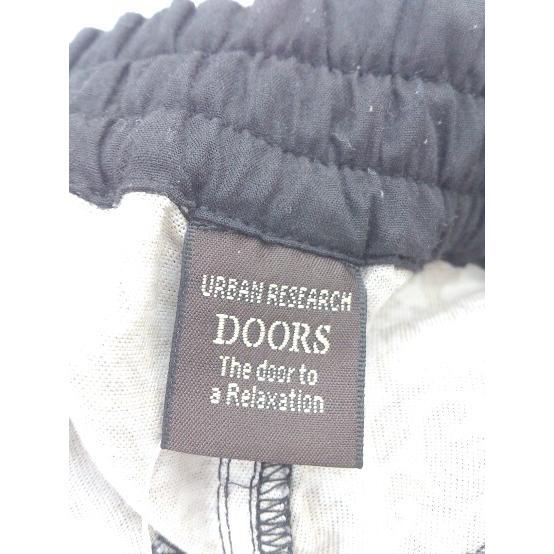 URBAN RESEARCH
DOORS
The door to
a Relaxation